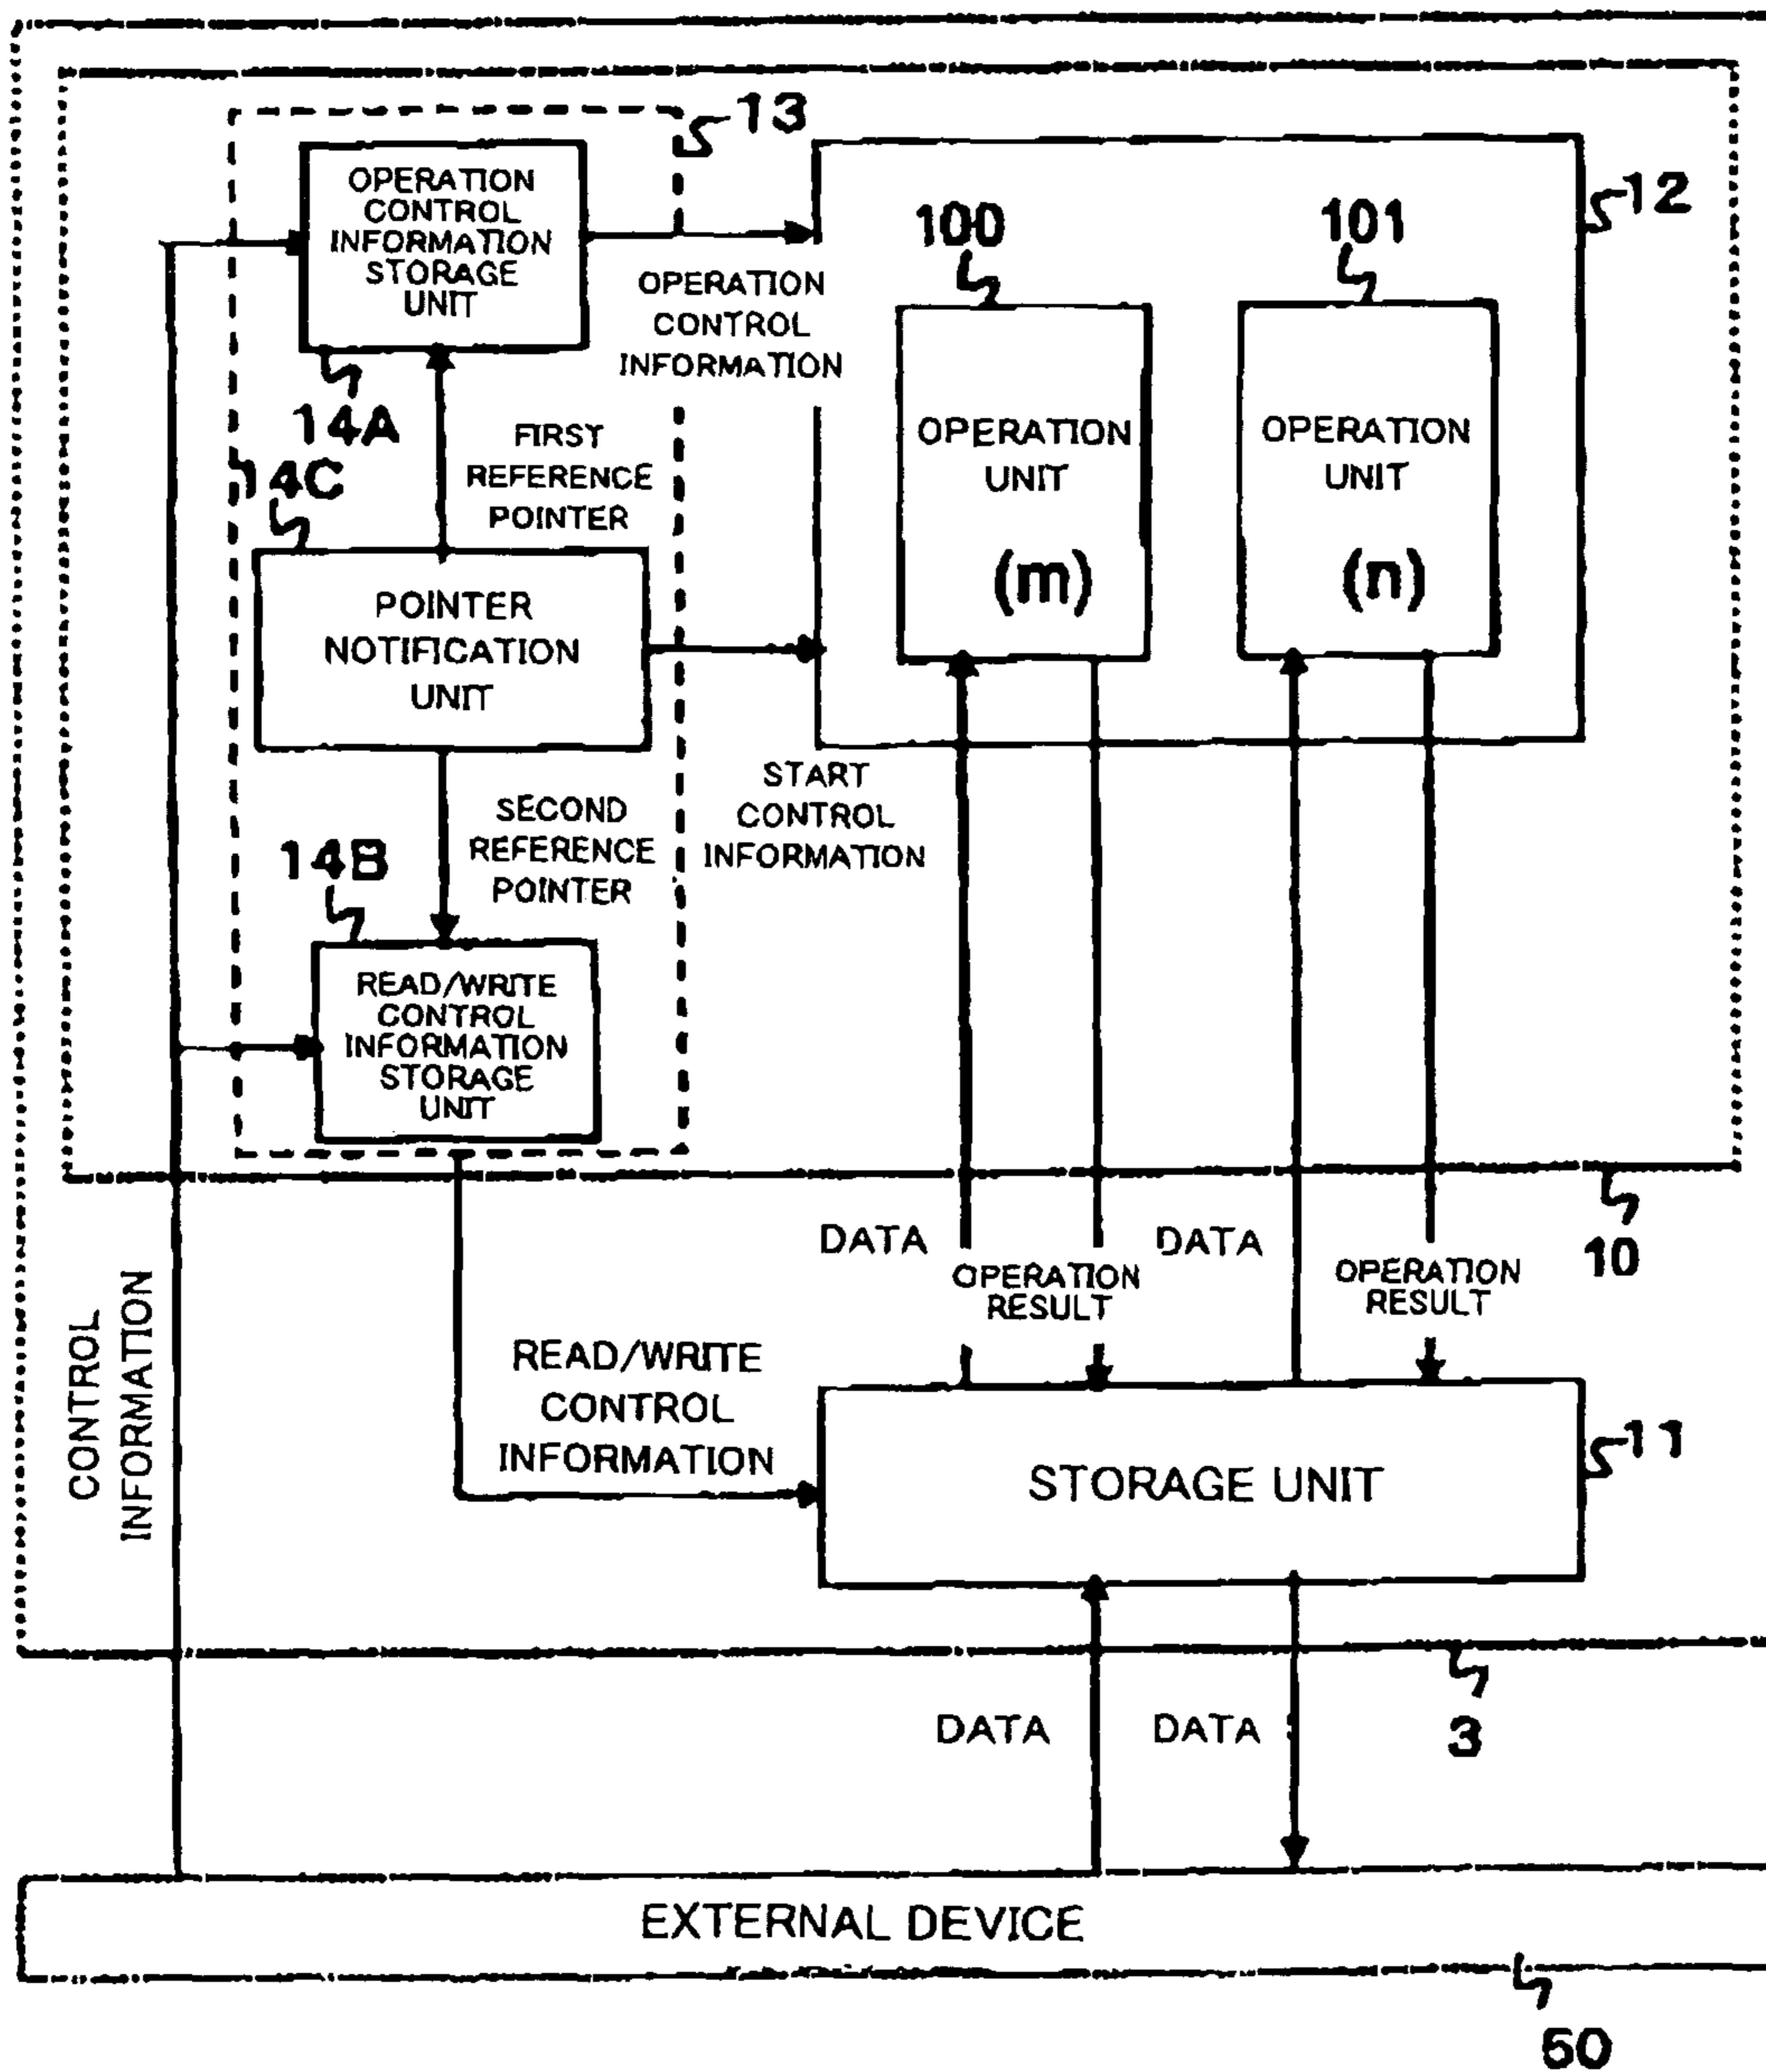 13
OPERATION
CONTROL
INFORMATION
STORAGE
UNIT
12
100
101
OPERATION
CONTROL
INFORMATION
14A
FIRST
REFERENCE
POINTER
14C
OPERATION
UNIT
(m)
OPERATION
UNIT
(n)
POINTER
NOTIFICATION
UNIT
START
CONTROL
INFORMATION
SECOND
REFERENCE
POINTER
14B
READ/WRITE
CONTROL
INFORMATION
STORAGE
UNIT
10
DATA
OPERATION
RESULT
DATA
OPERATION
RESULT
CONTROL
INFORMATION
READ/WRITE
CONTROL
INFORMATION
STORAGE UNIT
11
3
DATA
DATA
EXTERNAL DEVICE
50